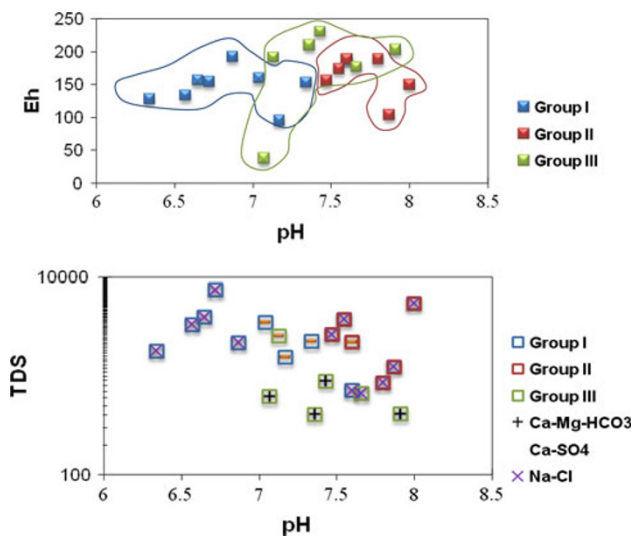 250
200
150
100
50
0
Eh
6
6.5
7
7.5
8
8.5
pH
Group I
Group II
Group III
10000
100
TDS
6
6.5
7
7.5
8
8.5
pH
Group I
Group II
Group III
Ca-Mg-HCO3
Ca-SO4
Na-Cl